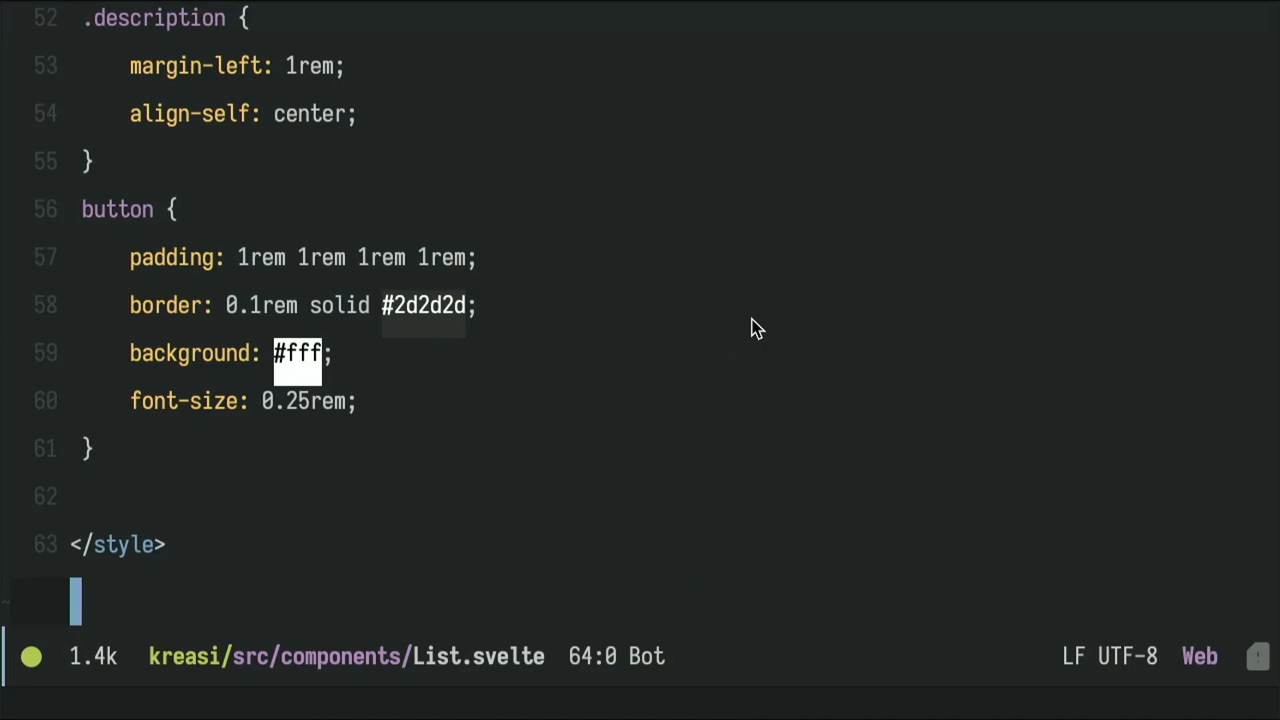 52 .description {
53 margin-left: 1rem;
54 align-self: center;
55 }
56 button {
57 padding: 1rem 1rem 1rem 1rem;
58 border: 0.1rem solid #2d2d2d;
59 background: #fff;
60 font-size: 0.25rem;
61 }
62
63 </style>
~
1.4k kreasi/src/components/List.svelte 64:0 Bot LF UTF-8 Web